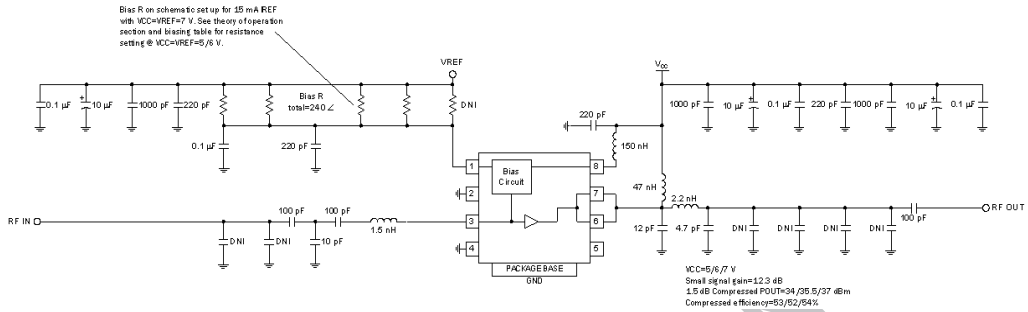 Bias R on schematic set up for 15 mA IREF
with VCC=VREF=7 V. See theory of operation
section and biasing table for resistance
setting @ VCC=VREF=5/6 V.
VREF
VCC
0.1 µF
10 µF
+
1000 pF
220 pF
Bias R
total=240 ∠
DNI
1000 pF
10 µF
+
0.1 µF
220 pF
1000 pF
10 µF
+
0.1 µF
0.1 µF
220 pF
220 pF
150 nH
1
Bias
Circuit
8
2
7
47 nH
2.2 nH
RF IN
100 pF
100 pF
1.5 nH
3
6
100 pF
RF OUT
DNI
DNI
10 pF
4
5
12 pF
4.7 pF
DNI
DNI
DNI
DNI
PACKAGE BASE
GND
VCC=5/6/7 V
Small signal gain=12.3 dB
1.5 dB Compressed POUT=34/35.5/37 dBm
Compressed efficiency=53/52/54%